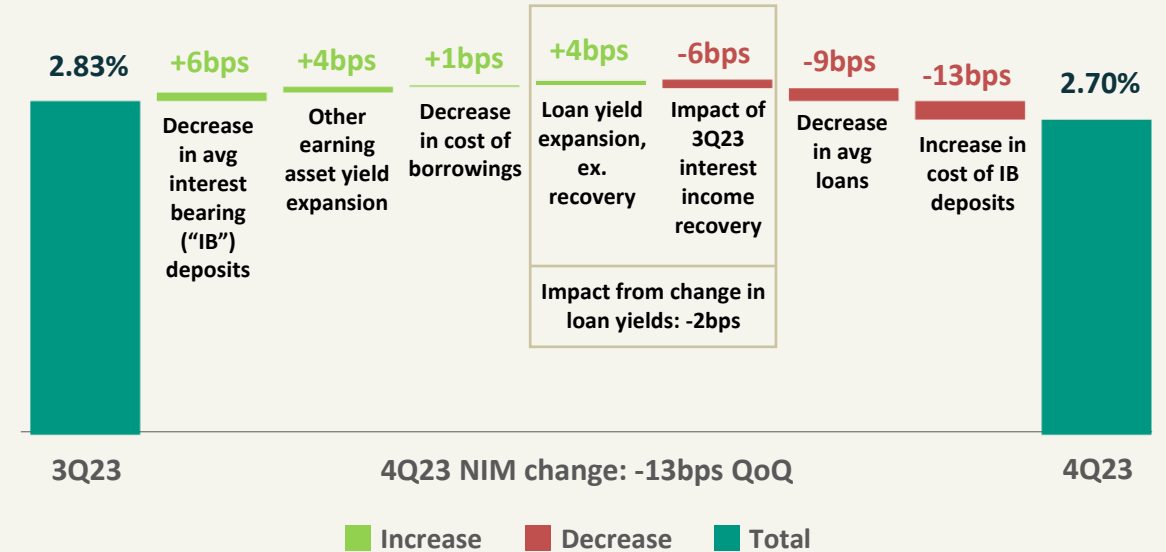 2.83%
+6bps
Decrease
in avg
interest
bearing
(“IB”)
deposits
+4bps
Other
earning
asset yield
expansion
+1bps
Decrease
in cost of
borrowings
+4bps
Loan yield
expansion,
ex.
recovery
-6bps
Impact of
3Q23
interest
income
recovery
Impact from change in
loan yields: -2bps
-9bps
Decrease
in avg
loans
-13bps
Increase in
cost of IB
deposits
2.70%
3Q23
4Q23 NIM change: -13bps QoQ
4Q23
Increase
Decrease
Total